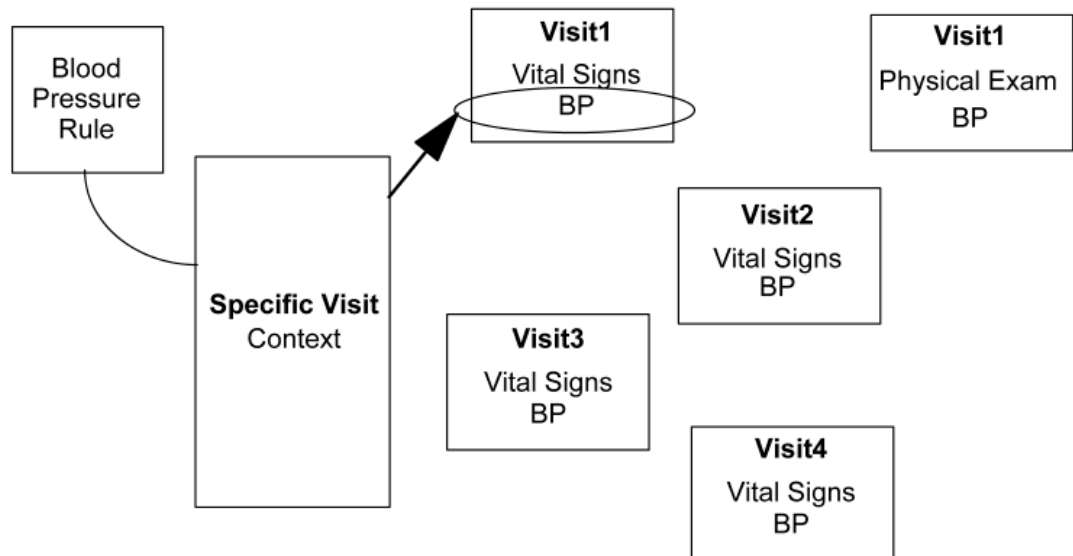 Blood
Pressure
Rule
Specific Visit
Context
Visit1
Vital Signs
BP
Visit1
Physical Exam
BP
Visit2
Vital Signs
BP
Visit3
Vital Signs
BP
Visit4
Vital Signs
BP